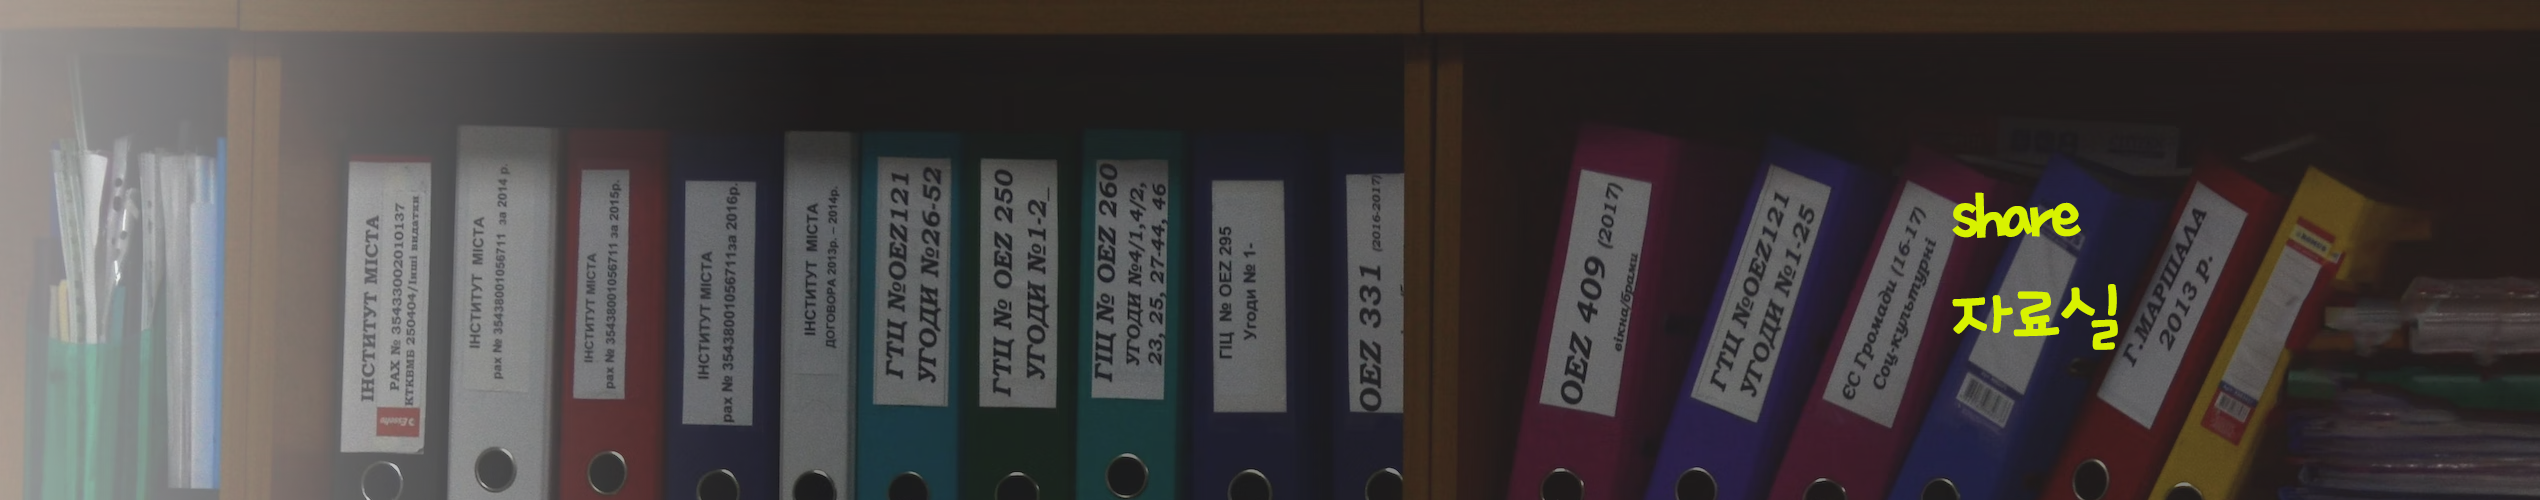 ІНСТИТУТ МІСТА
РАХ № 35433002010137
КТКВМБ 250404/Інші видатки
ІНСТИТУТ МІСТА
рах № 35438001056711 за 2014 р.
ІНСТИТУТ МІСТА
рах № 35438001056711 за 2015р.
ІНСТИТУТ МІСТА
рах № 35438001056711за 2016р.
ІНСТИТУТ МІСТА
ДОГОВОРА 2013р. – 2014р.
ГТЦ №OEZ121
УГОДИ №26-52
ГТЦ № OEZ 250
УГОДИ №1-2_
ГІЦ № OEZ 260
УГОДИ №4/1,4/2,
23, 25, 27-44, 46
ГІЦ № OEZ 295
Угоди № 1-
OEZ 331 (2016-2017)
OEZ 409 (2017)
вікна/брами
ГТЦ №OEZ121
УГОДИ №1-25
ЄС Громади (16-17)
Соц-культурні
share
자료실
Г.МАРШАЛА
2013 р.